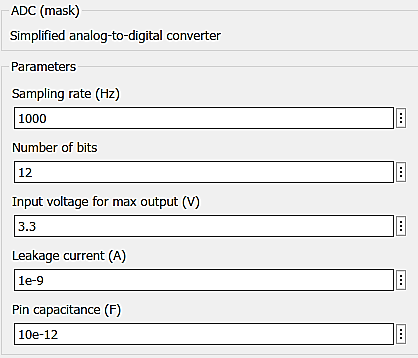 ADC (mask)
Simplified analog-to-digital converter
Parameters
Sampling rate (Hz)
1000
Number of bits
12
Input voltage for max output (V)
3.3
Leakage current (A)
1e-9
Pin capacitance (F)
10e-12